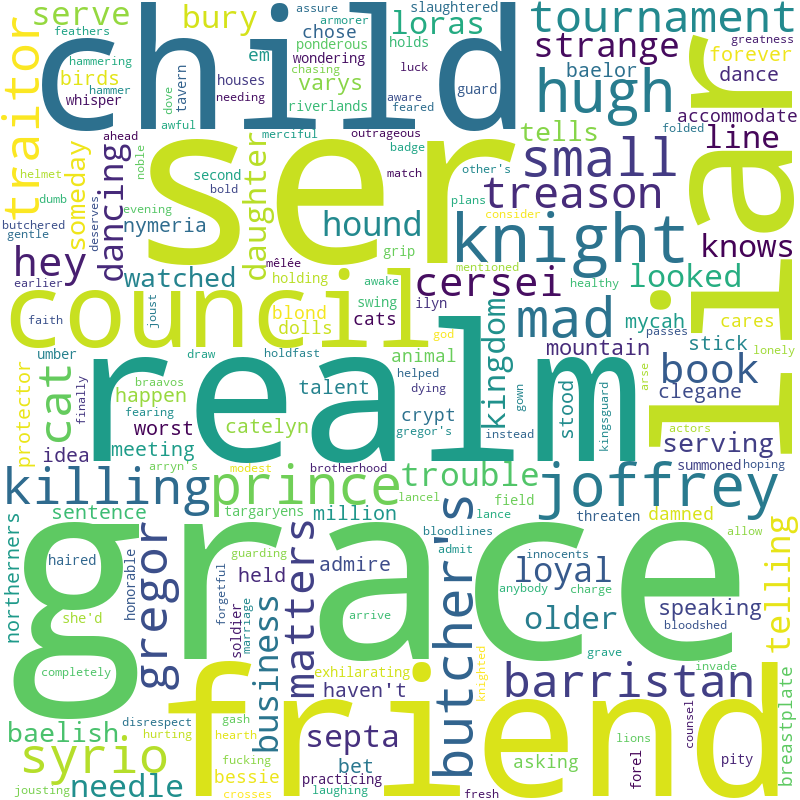 child
ser
realm
grace
friend
liar
council
knight
hugh
small
mad
joffrey
cersei
treason
tournament
strange
prince
killing
barristan
butcher's
gregor
matters
syrio
cat
traitor
hey
loras
serve
bury
book
hound
trouble
loyal
older
septa
needle
business
kingdom
line
knows
looked
serving
telling
dancing
daughter
someday
varys
tells
baelor
dance
forever
accommodate
watched
nymeria
birds
whisper
feathers
hammering
hammer
helmet
dumb
butchered
gentle
earlier
deserves
noble
awful
dove
tavern
houses
needing
chasing
ponderous
wondering
chose
em
assure
armorer
slaughtered
holds
luck
riverlands
aware
feared
guard
merciful
outrageous
badge
match
greatness
folded
ahead
second
bold
evening
other's
plans
consider
mentioned
grip
mêlée
holding
awake
swing
cats
ilyn
healthy
blond
dolls
joust
faith
god
draw
holdfast
animal
helped
dying
umber
protector
finally
fearing
braavos
happen
worst
idea
meeting
talent
catelyn
crypt
gregor's
instead
gown
stood
kingsguard
arse
mountain
mycah
stick
cares
passes
lonely
clegane
actors
summoned
hoping
arryn's
modest
brotherhood
targaryens
million
lancel
lance
field
bloodlines
admit
threaten
damned
allow
sentence
haired
northerners
she'd
honorable
guarding
held
admire
forgetful
soldier
marriage
arrive
anybody
innocents
charge
speaking
bloodshed
grave
invade
completely
exhilarating
haven't
knighted
baelish
disrespect
hurting
gash
hearth
fucking
bessie
crosses
jousting
bet
practicing
laughing
fresh
asking
forel
lions
counsel
pity
breastplate